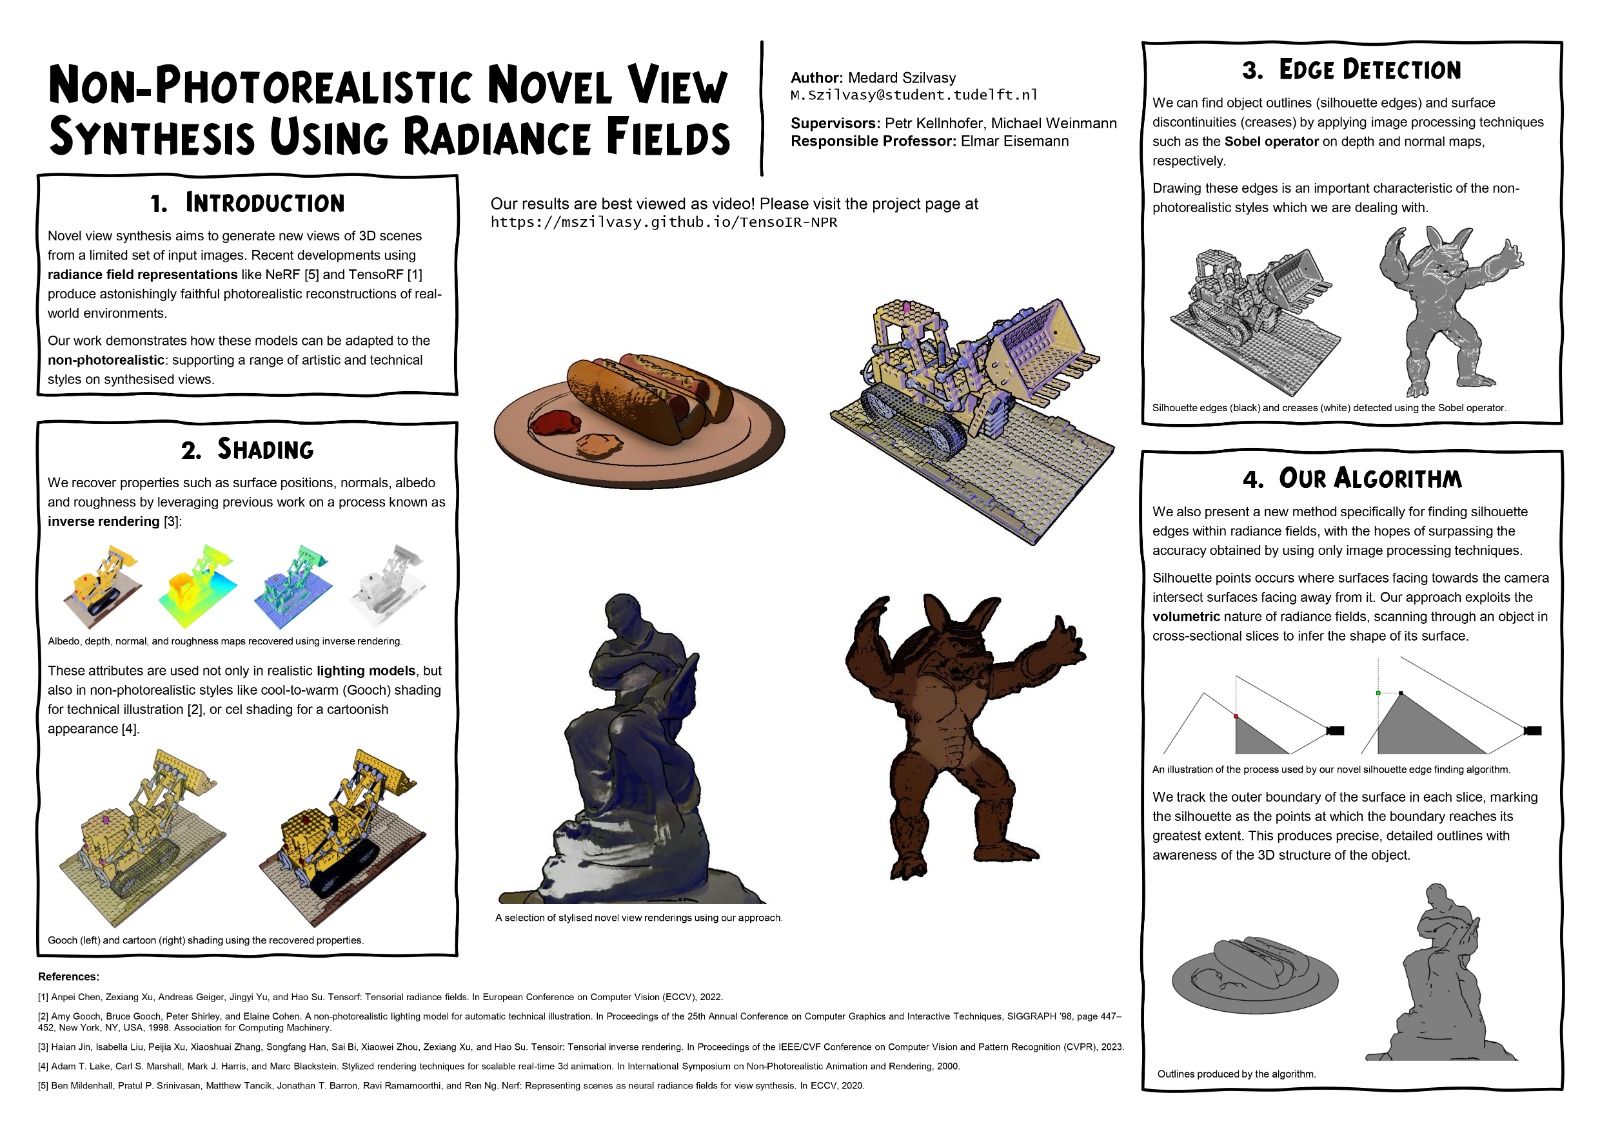 NON-PHOTOREALISTIC NOVEL VIEW
SYNTHESIS USING RADIANCE FIELDS
Author: Medard Szilvasy
M.Szilvasy@student.tudelft.nl
Supervisors: Petr Kellnhofer, Michael Weinmann
Responsible Professor: Elmar Eisemann
1. INTRODUCTION
Novel view synthesis aims to generate new views of 3D scenes
from a limited set of input images. Recent developments using
radiance field representations like NeRF [5] and TensoRF [1]
produce astonishingly faithful photorealistic reconstructions of real-
world environments.
Our work demonstrates how these models can be adapted to the
non-photorealistic: supporting a range of artistic and technical
styles on synthesised views.
2. SHADING
We recover properties such as surface positions, normals, albedo
and roughness by leveraging previous work on a process known as
inverse rendering [3]:
Albedo, depth, normal, and roughness maps recovered using inverse rendering.
These attributes are used not only in realistic lighting models, but
also in non-photorealistic styles like cool-to-warm (Gooch) shading
for technical illustration [2], or cel shading for a cartoonish
appearance [4].
Gooch (left) and cartoon (right) shading using the recovered properties.
Our results are best viewed as video! Please visit the project page at
https://mszilvasy.github.io/TensoIR-NPR
A selection of stylised novel view renderings using our approach.
3. EDGE DETECTION
We can find object outlines (silhouette edges) and surface
discontinuities (creases) by applying image processing techniques
such as the Sobel operator on depth and normal maps,
respectively.
Drawing these edges is an important characteristic of the non-
photorealistic styles which we are dealing with.
Silhouette edges (black) and creases (white) detected using the Sobel operator.
4. OUR ALGORITHM
We also present a new method specifically for finding silhouette
edges within radiance fields, with the hopes of surpassing the
accuracy obtained by using only image processing techniques.
Silhouette points occurs where surfaces facing towards the camera
intersect surfaces facing away from it. Our approach exploits the
volumetric nature of radiance fields, scanning through an object in
cross-sectional slices to infer the shape of its surface.
An illustration of the process used by our novel silhouette edge finding algorithm.
We track the outer boundary of the surface in each slice, marking
the silhouette as the points at which the boundary reaches its
greatest extent. This produces precise, detailed outlines with
awareness of the 3D structure of the object.
Outlines produced by the algorithm.
References:
[1] Anpei Chen, Zexiang Xu, Andreas Geiger, Jingyi Yu, and Hao Su. Tensorf: Tensorial radiance fields. In European Conference on Computer Vision (ECCV), 2022.
[2] Amy Gooch, Bruce Gooch, Peter Shirley, and Elaine Cohen. A non-photorealistic lighting model for automatic technical illustration. In Proceedings of the 25th Annual Conference on Computer Graphics and Interactive Techniques, SIGGRAPH '98, page 447–
452, New York, NY, USA, 1998. Association for Computing Machinery.
[3] Haian Jin, Isabella Liu, Peijia Xu, Xiaoshuai Zhang, Songfang Han, Sai Bi, Xiaowei Zhou, Zexiang Xu, and Hao Su. Tensoir: Tensorial inverse rendering. In Proceedings of the IEEE/CVF Conference on Computer Vision and Pattern Recognition (CVPR), 2023.
[4] Adam T. Lake, Carl S. Marshall, Mark J. Harris, and Marc Blackstein. Stylized rendering techniques for scalable real-time 3d animation. In International Symposium on Non-Photorealistic Animation and Rendering, 2000.
[5] Ben Mildenhall, Pratul P. Srinivasan, Matthew Tancik, Jonathan T. Barron, Ravi Ramamoorthi, and Ren Ng. Nerf: Representing scenes as neural radiance fields for view synthesis. In ECCV, 2020.